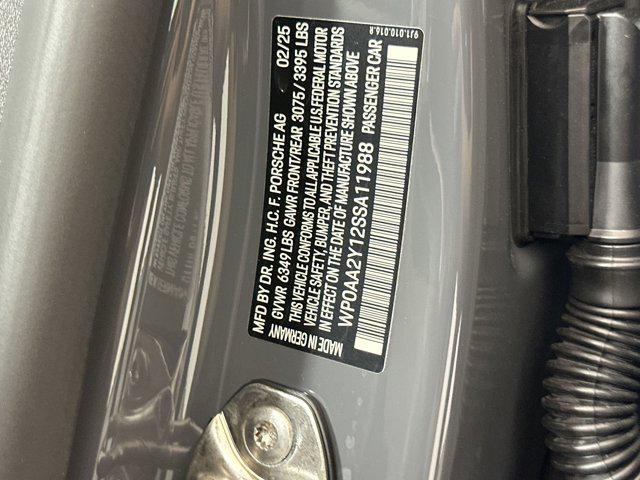 MFD BY DR. ING. H.C. F. PORSCHE AG 02/25
GVWR 6349 LBS GAWR FRONT/REAR 3075 / 3395 LBS
THIS VEHICLE CONFORMS TO ALL APPLICABLE U.S.FEDERAL MOTOR
VEHICLE SAFETY, BUMPER, AND THEFT PREVENTION STANDARDS
IN EFFECT ON THE DATE OF MANUFACTURE SHOWN ABOVE
WP0AA2Y12SSA11988 PASSENGER CAR
MADE IN GERMANY
9J1.010.016.R